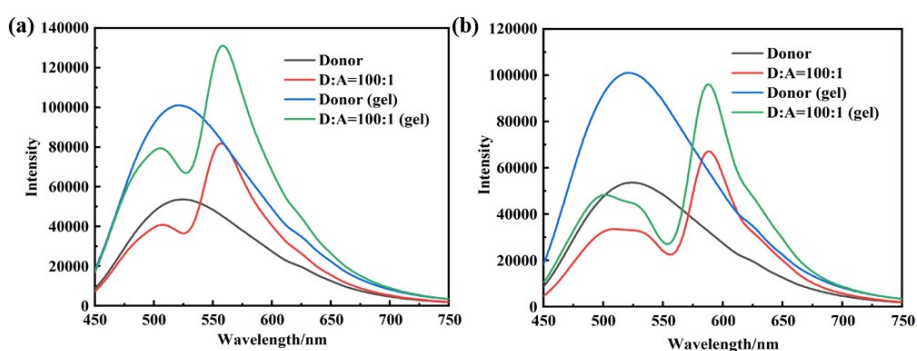 (a)
140000
120000
100000
80000
60000
40000
20000
0
Intensity
Donor
D:A=100:1
Donor (gel)
D:A=100:1 (gel)
450 500 550 600 650 700 750
Wavelength/nm
(b)
120000
100000
80000
60000
40000
20000
0
Intensity
Donor
D:A=100:1
Donor (gel)
D:A=100:1 (gel)
450 500 550 600 650 700 750
Wavelength/nm